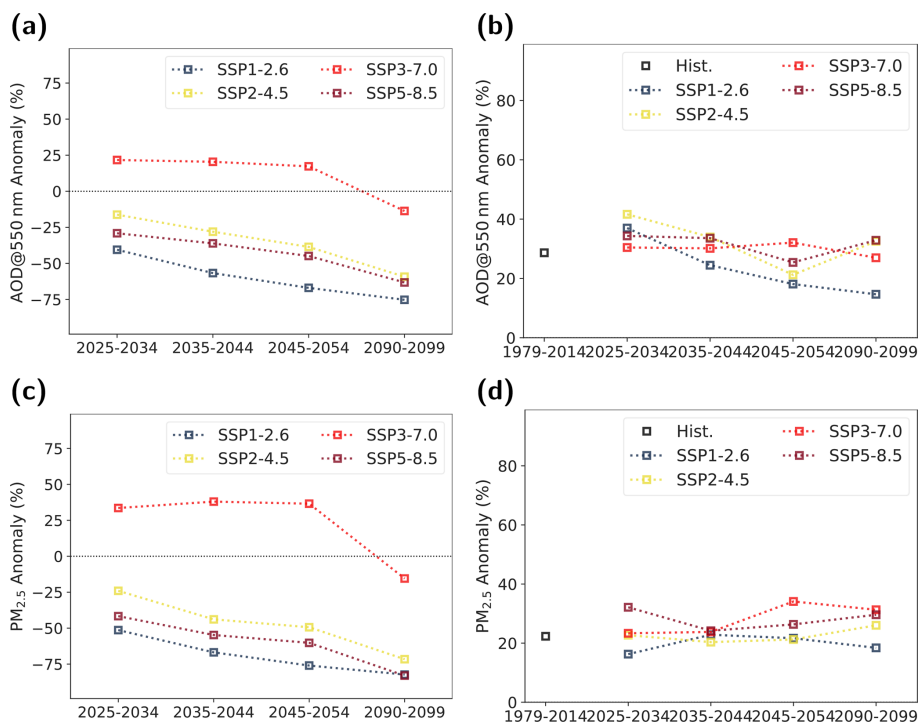 (a)
AOD@550 nm Anomaly (%)
75
50
25
0
−25
−50
−75
SSP1-2.6
SSP2-4.5
SSP3-7.0
SSP5-8.5
2025-2034
2035-2044
2045-2054
2090-2099
(b)
AOD@550 nm Anomaly (%)
80
60
40
20
0
Hist.
SSP1-2.6
SSP2-4.5
SSP3-7.0
SSP5-8.5
1979-2014
2025-2034
2035-2044
2045-2054
2090-2099
(c)
PM2.5 Anomaly (%)
75
50
25
0
−25
−50
−75
SSP1-2.6
SSP2-4.5
SSP3-7.0
SSP5-8.5
2025-2034
2035-2044
2045-2054
2090-2099
(d)
PM2.5 Anomaly (%)
80
60
40
20
0
Hist.
SSP1-2.6
SSP2-4.5
SSP3-7.0
SSP5-8.5
1979-2014
2025-2034
2035-2044
2045-2054
2090-2099